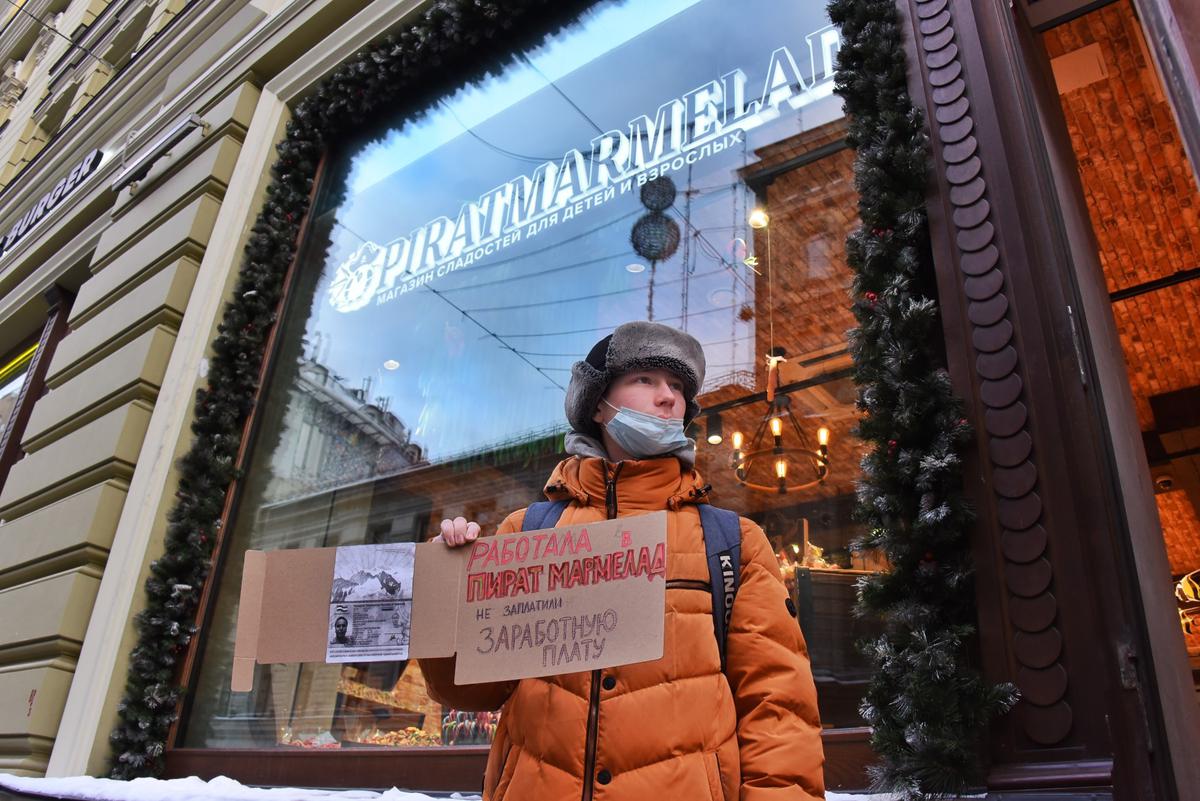 BURGER
PIRATMARMELAD
МАГАЗИН СЛАДОСТЕЙ ДЛЯ ДЕТЕЙ И ВЗРОСЛЫХ
РАБОТАЛА В
ПИРАТ МАРМЕЛАД
НЕ ЗАПЛАТИЛИ
ЗАРАБОТНУЮ
ПЛАТУ
KING